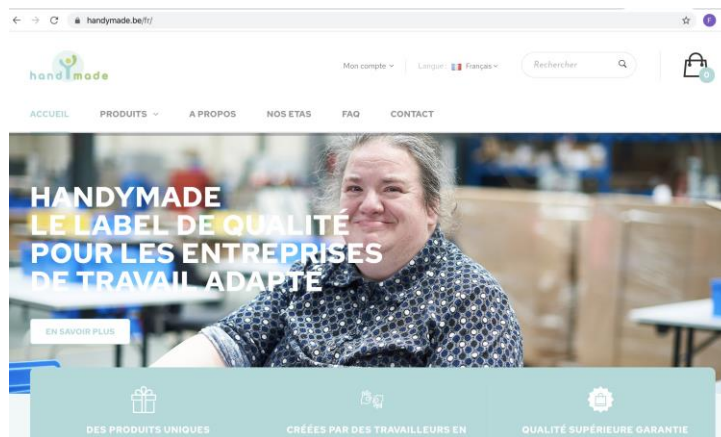 handymade.be/fr/
F
handYmade
Mon compte
Langue: Français
Rechercher
0
ACCUEIL PRODUITS A PROPOS NOS ETAS FAQ CONTACT
HANDYMADE
LE LABEL DE QUALITÉ
POUR LES ENTREPRISES
DE TRAVAIL ADAPTÉ
EN SAVOIR PLUS
DES PRODUITS UNIQUES
CRÉÉES PAR DES TRAVAILLEURS EN
QUALITÉ SUPÉRIEURE GARANTIE